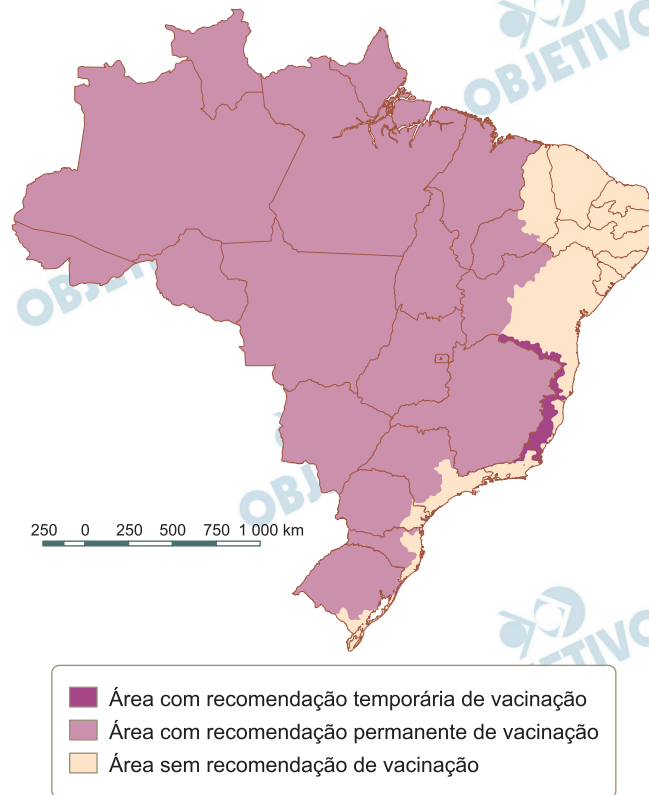 OBJETIVO
OBJETIVO
OBJETIVO
250 0 250 500 750 1 000 km
OBJETIVO
Área com recomendação temporária de vacinação
Área com recomendação permanente de vacinação
Área sem recomendação de vacinação